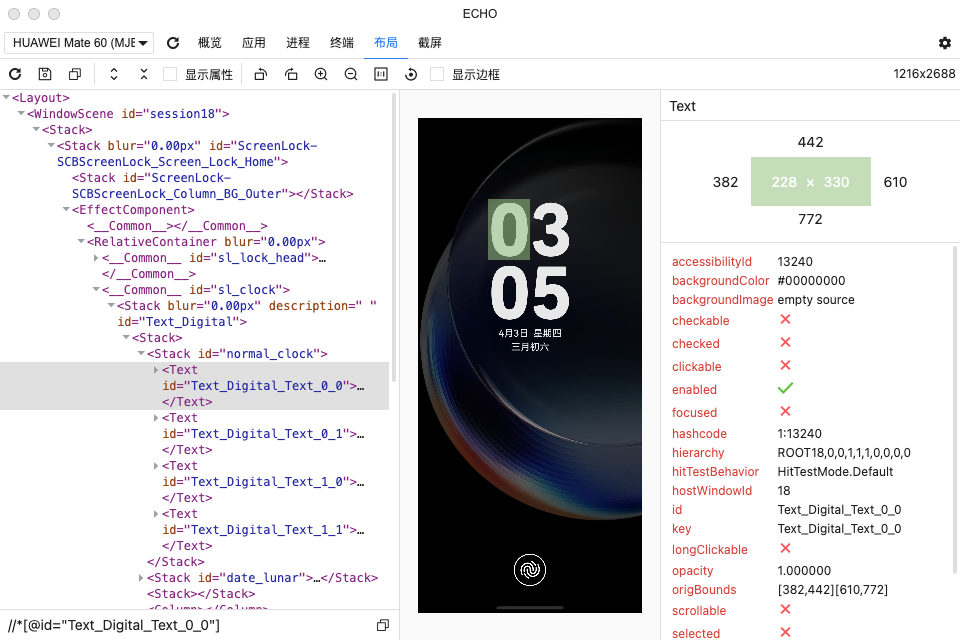 ECHO
HUAWEI Mate 60 (MJE
概览
应用
进程
终端
布局
截屏
显示属性
显示边框
1216x2688
<Layout>
<WindowScene id="session18">
<Stack>
<Stack blur="0.00px" id="ScreenLock-
SCBScreenLock_Screen_Lock_Home">
<Stack id="ScreenLock-
SCBScreenLock_Column_BG_Outer"></Stack>
<EffectComponent>
<__Common__></__Common__>
<RelativeContainer blur="0.00px">
<__Common__ id="sl_lock_head">…
</__Common__>
<__Common__ id="sl_clock">
<Stack blur="0.00px" description=" "
id="Text_Digital">
<Stack>
<Stack id="normal_clock">
<Text
id="Text_Digital_Text_0_0">…
</Text>
<Text
id="Text_Digital_Text_0_1">…
</Text>
<Text
id="Text_Digital_Text_1_0">…
</Text>
<Text
id="Text_Digital_Text_1_1">…
</Text>
</Stack>
<Stack id="date_lunar">…</Stack>
<Stack></Stack>
<Column></Column>
//*[@id="Text_Digital_Text_0_0"]
03
05
4月3日 星期四
三月初六
Text
442
382
228 × 330
610
772
accessibilityId 13240
backgroundColor #00000000
backgroundImage empty source
checkable
checked
clickable
enabled
focused
hashcode 1:13240
hierarchy ROOT18,0,0,1,1,1,0,0,0,0
hitTestBehavior HitTestMode.Default
hostWindowId 18
id Text_Digital_Text_0_0
key Text_Digital_Text_0_0
longClickable
opacity 1.000000
origBounds [382,442][610,772]
scrollable
selected